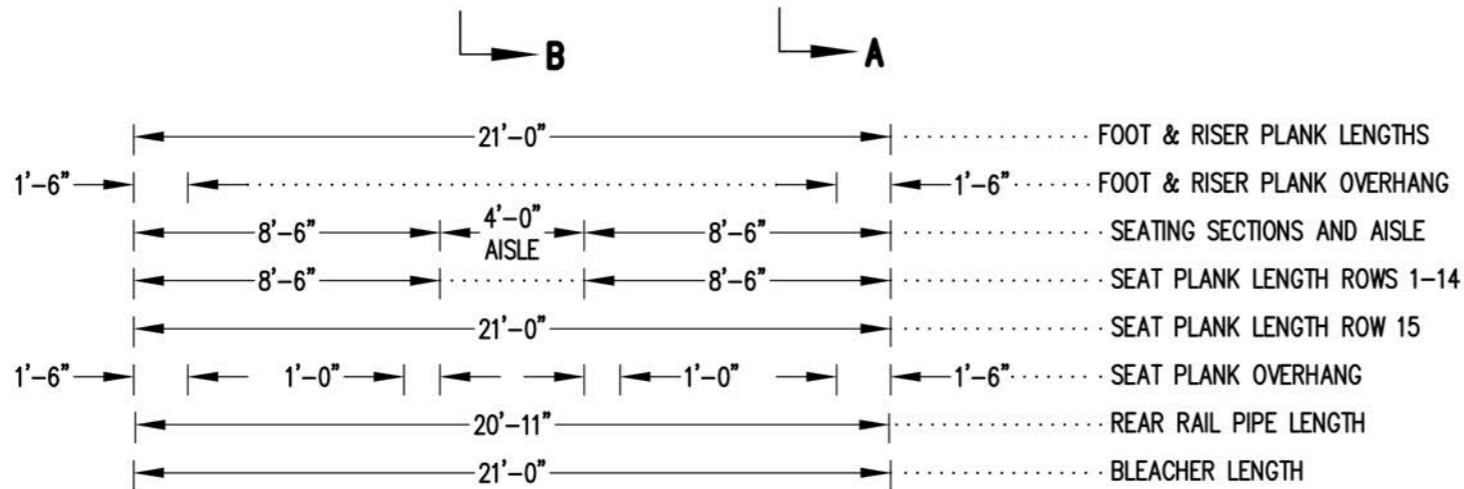 B A
21'-0" FOOT & RISER PLANK LENGTHS
1'-6" 1'-6" FOOT & RISER PLANK OVERHANG
8'-6" 4'-0" 8'-6" SEATING SECTIONS AND AISLE
AISLE
8'-6" 8'-6" SEAT PLANK LENGTH ROWS 1-14
21'-0" SEAT PLANK LENGTH ROW 15
1'-6" 1'-0" 1'-0" 1'-6" SEAT PLANK OVERHANG
20'-11" REAR RAIL PIPE LENGTH
21'-0" BLEACHER LENGTH